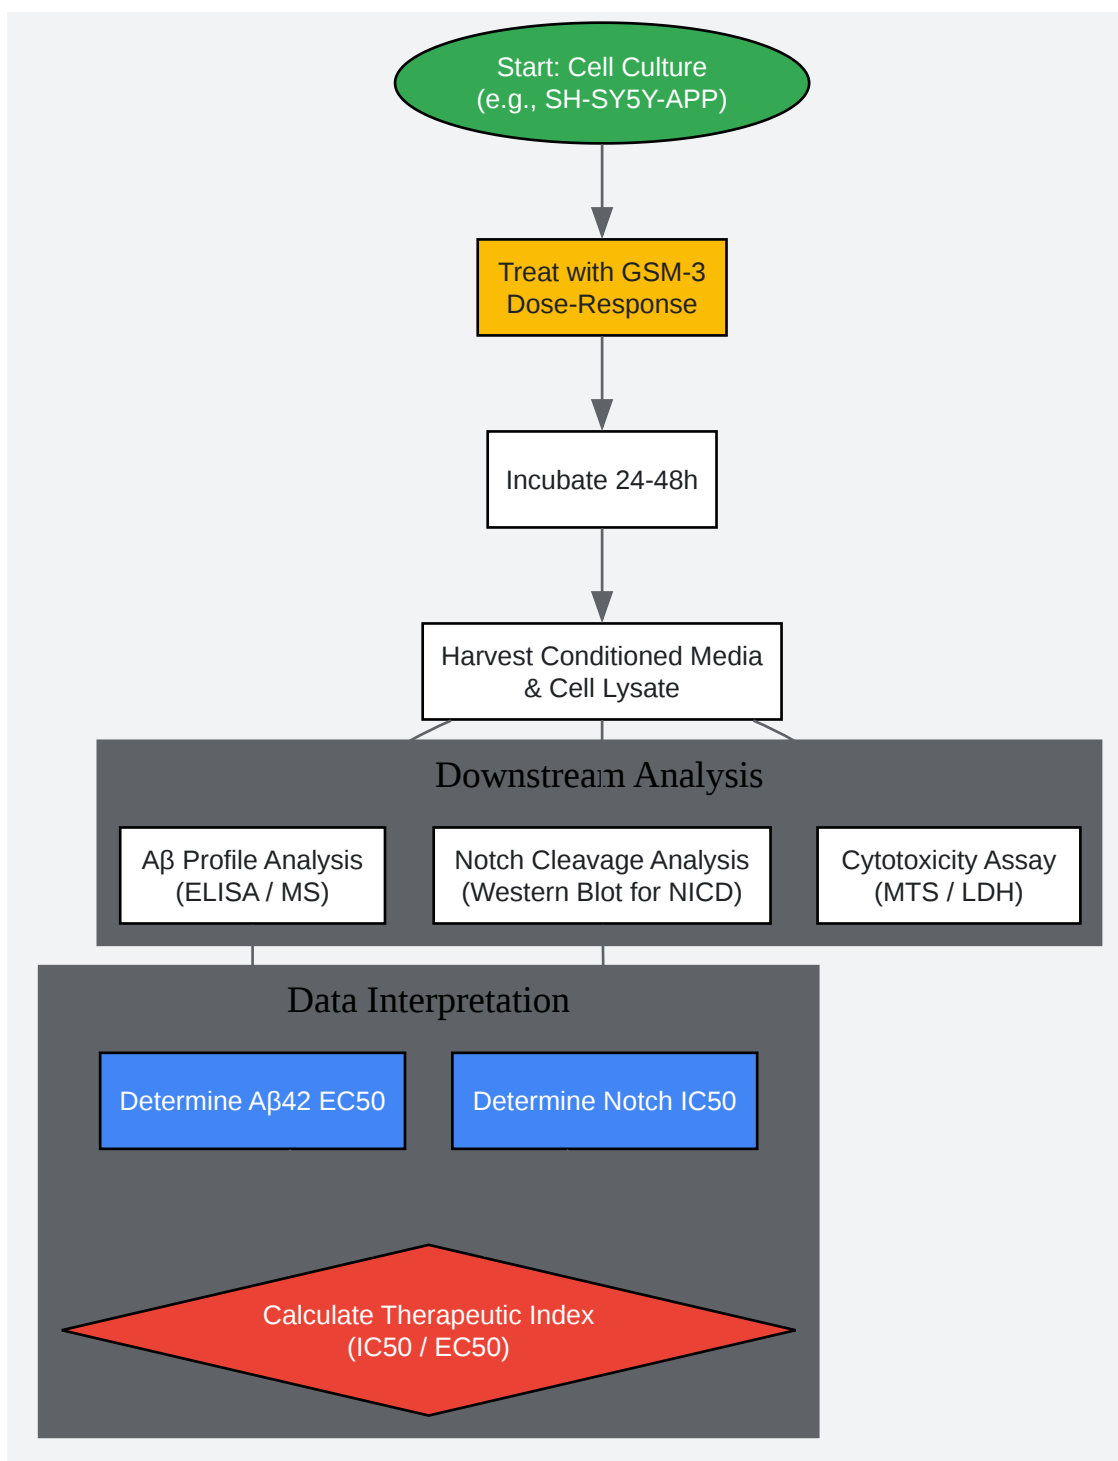 Start: Cell Culture
(e.g., SH-SY5Y-APP)
Treat with GSM-3
Dose-Response
Incubate 24-48h
Harvest Conditioned Media
& Cell Lysate
Downstream Analysis
Aβ Profile Analysis
(ELISA / MS)
Notch Cleavage Analysis
(Western Blot for NICD)
Cytotoxicity Assay
(MTS / LDH)
Data Interpretation
Determine Aβ42 EC50
Determine Notch IC50
Calculate Therapeutic Index
(IC50 / EC50)